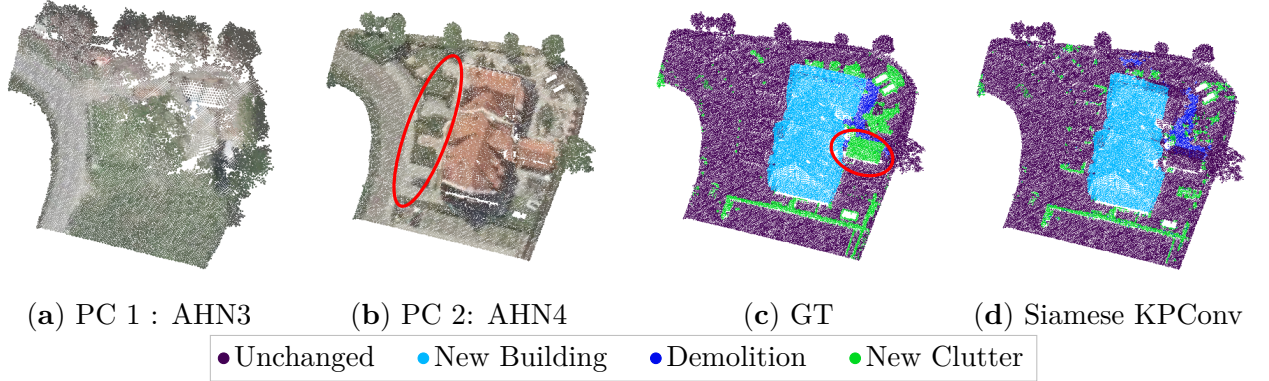 (a) PC 1 : AHN3 (b) PC 2: AHN4 (c) GT (d) Siamese KPConv
Unchanged New Building Demolition New Clutter